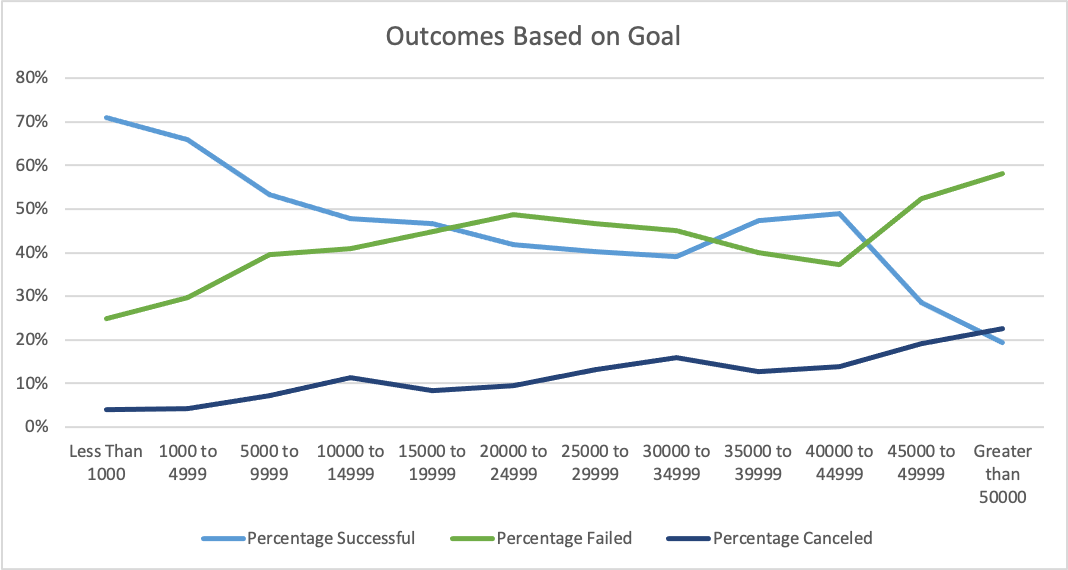 Outcomes Based on Goal
80%
70%
60%
50%
40%
30%
20%
10%
0%
Less Than 1000 to 5000 to 10000 to 15000 to 20000 to 25000 to 30000 to 35000 to 40000 to 45000 to Greater
1000 4999 9999 14999 19999 24999 29999 34999 39999 44999 49999 than
50000
Percentage Successful Percentage Failed Percentage Canceled